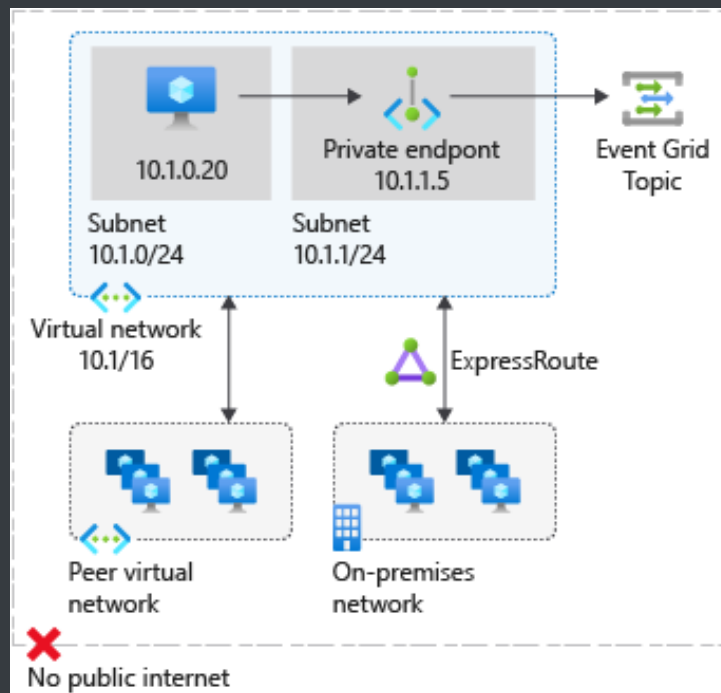 10.1.0.20
Private endpont
10.1.1.5
Event Grid
Topic
Subnet
10.1.0/24
Subnet
10.1.1/24
Virtual network
10.1/16
ExpressRoute
Peer virtual
network
On-premises
network
No public internet